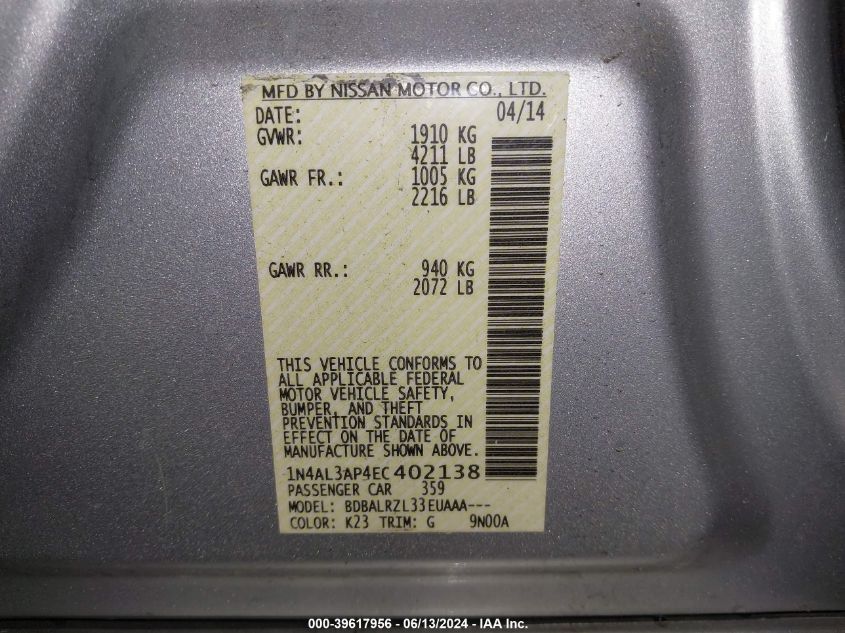 MFD BY NISSAN MOTOR CO., LTD.
DATE: 04/14
GVWR: 1910 KG
4211 LB
GAWR FR.: 1005 KG
2216 LB
GAWR RR.: 940 KG
2072 LB
THIS VEHICLE CONFORMS TO
ALL APPLICABLE FEDERAL
MOTOR VEHICLE SAFETY,
BUMPER, AND THEFT
PREVENTION STANDARDS IN
EFFECT ON THE DATE OF
MANUFACTURE SHOWN ABOVE.
1N4AL3AP4EC402138
PASSENGER CAR 359
MODEL: BDBALRZL33EUAAA---
COLOR: K23 TRIM: G 9N00A
000-39617956 - 06/13/2024 - IAA Inc.